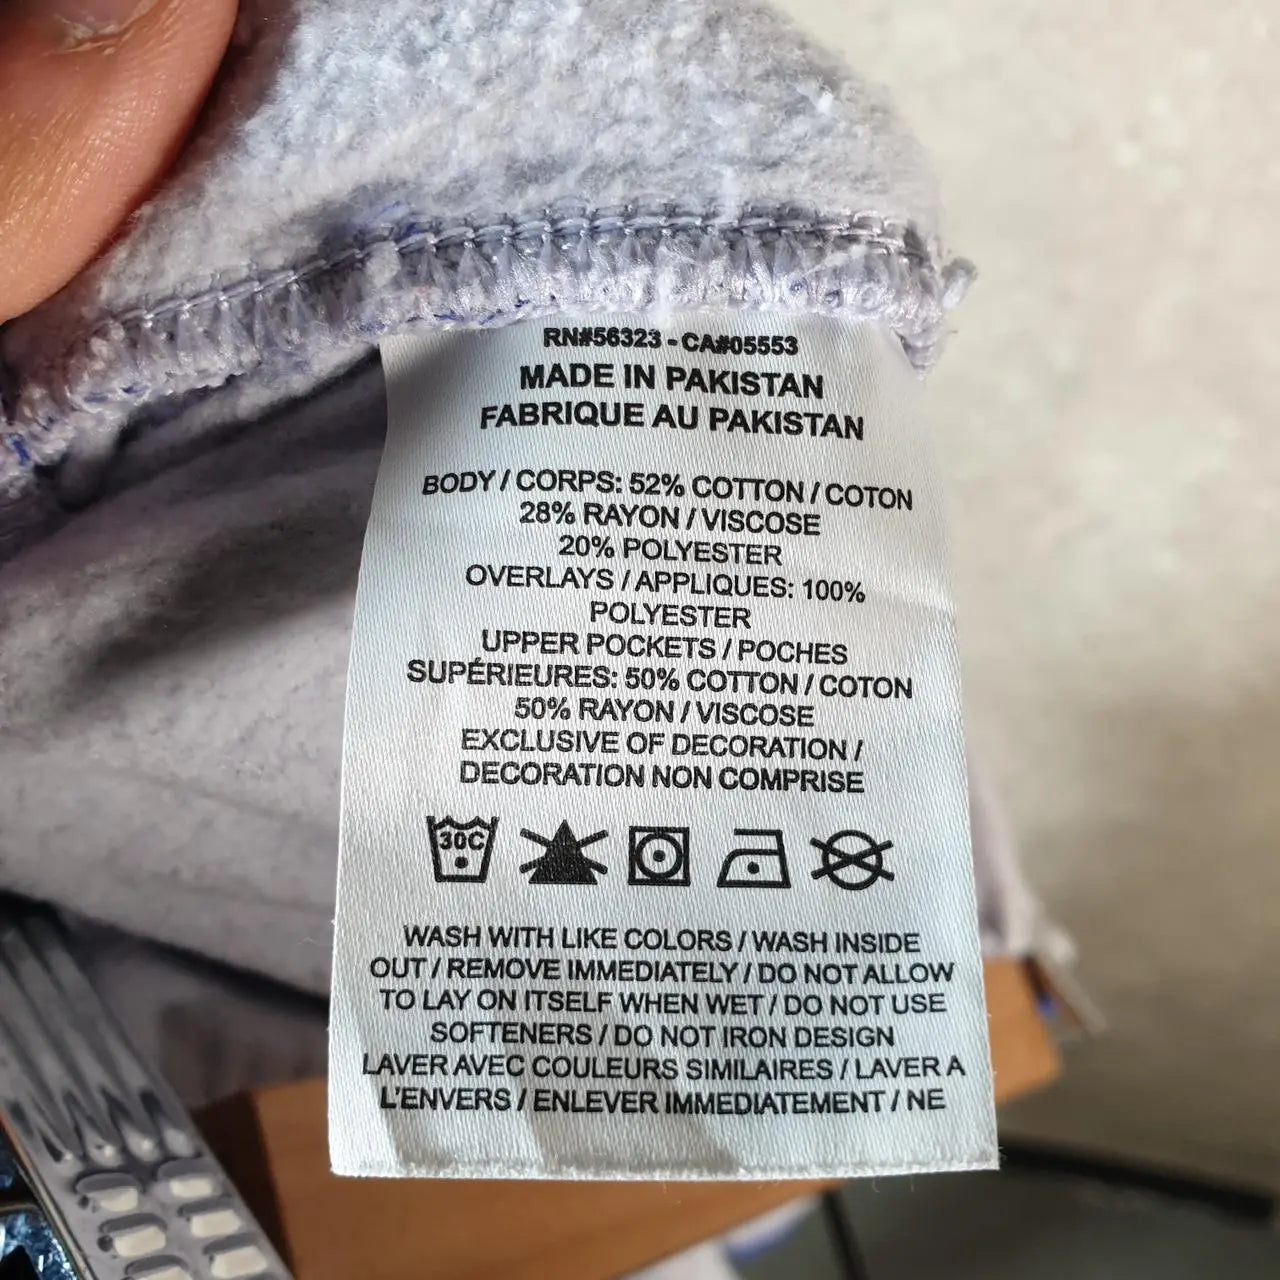 RN#56323 - CA#05553
MADE IN PAKISTAN
FABRIQUE AU PAKISTAN
BODY / CORPS: 52% COTTON / COTON
28% RAYON / VISCOSE
20% POLYESTER
OVERLAYS / APPLIQUES: 100%
POLYESTER
UPPER POCKETS / POCHES
SUPÉRIEURES: 50% COTTON / COTON
50% RAYON / VISCOSE
EXCLUSIVE OF DECORATION /
DECORATION NON COMPRISE
30C
WASH WITH LIKE COLORS / WASH INSIDE
OUT / REMOVE IMMEDIATELY / DO NOT ALLOW
TO LAY ON ITSELF WHEN WET / DO NOT USE
SOFTENERS / DO NOT IRON DESIGN
LAVER AVEC COULEURS SIMILAIRES / LAVER A
L'ENVERS / ENLEVER IMMEDIATEMENT / NE